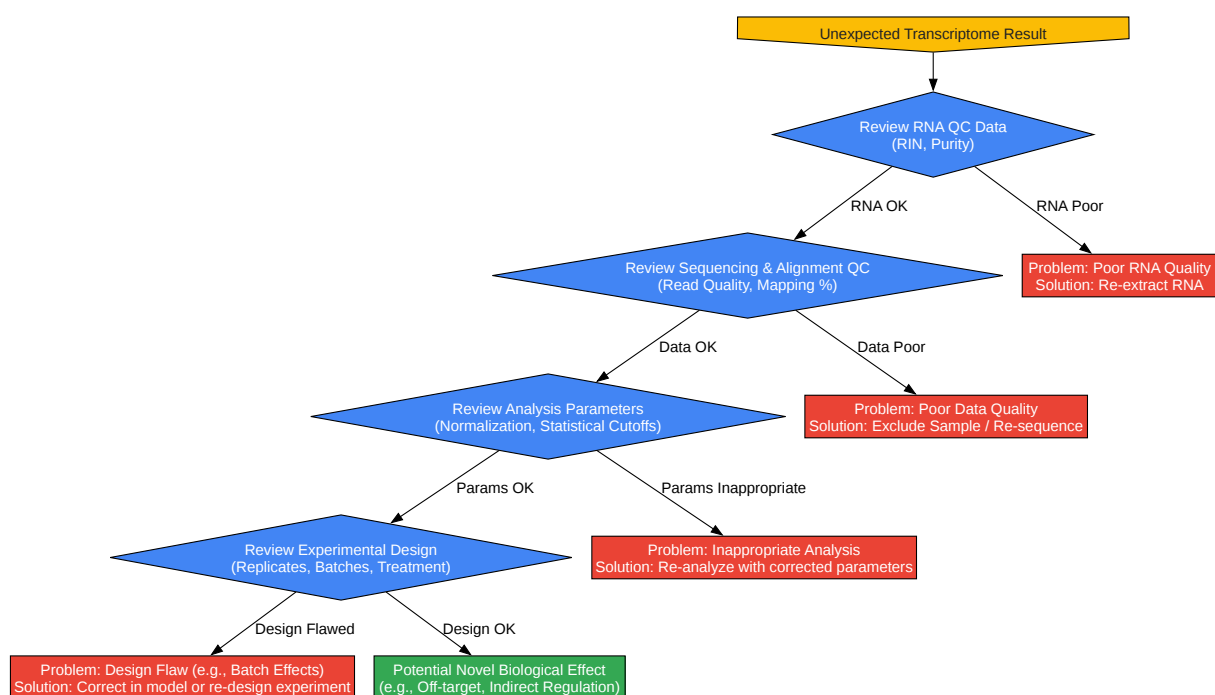 Unexpected Transcriptome Result
Review RNA QC Data
(RIN, Purity)
RNA OK
RNA Poor
Review Sequencing & Alignment QC
(Read Quality, Mapping %)
Problem: Poor RNA Quality
Solution: Re-extract RNA
Data OK
Data Poor
Review Analysis Parameters
(Normalization, Statistical Cutoffs)
Problem: Poor Data Quality
Solution: Exclude Sample / Re-sequence
Params OK
Params Inappropriate
Review Experimental Design
(Replicates, Batches, Treatment)
Problem: Inappropriate Analysis
Solution: Re-analyze with corrected parameters
Design Flawed
Design OK
Problem: Design Flaw (e.g., Batch Effects)
Solution: Correct in model or re-design experiment
Potential Novel Biological Effect
(e.g., Off-target, Indirect Regulation)